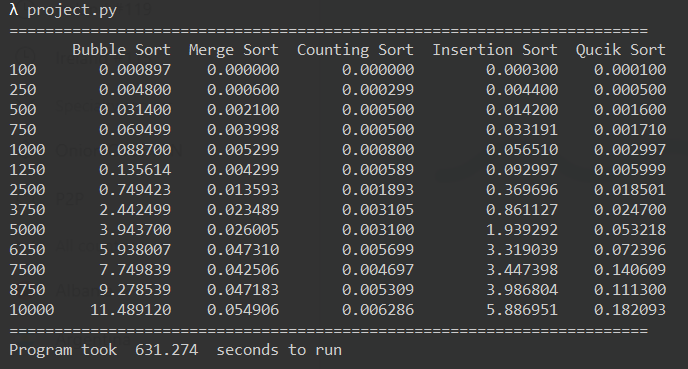 λ project.py
=======================================================================
Bubble Sort Merge Sort Counting Sort Insertion Sort Qucik Sort
100 0.000897 0.000000 0.000000 0.000300 0.000100
250 0.004800 0.000600 0.000299 0.004400 0.000500
500 0.031400 0.002100 0.000500 0.014200 0.001600
750 0.069499 0.003998 0.000500 0.033191 0.001710
1000 0.088700 0.005299 0.000800 0.056510 0.002997
1250 0.135614 0.004299 0.000589 0.092997 0.005999
2500 0.749423 0.013593 0.001893 0.369696 0.018501
3750 2.442499 0.023489 0.003105 0.861127 0.024700
5000 3.943700 0.026005 0.003100 1.939292 0.053218
6250 5.938007 0.047310 0.005699 3.319039 0.072396
7500 7.749839 0.042506 0.004697 3.447398 0.140609
8750 9.278539 0.047183 0.005309 3.986804 0.111300
10000 11.489120 0.054906 0.006286 5.886951 0.182093
=======================================================================
Program took 631.274 seconds to run